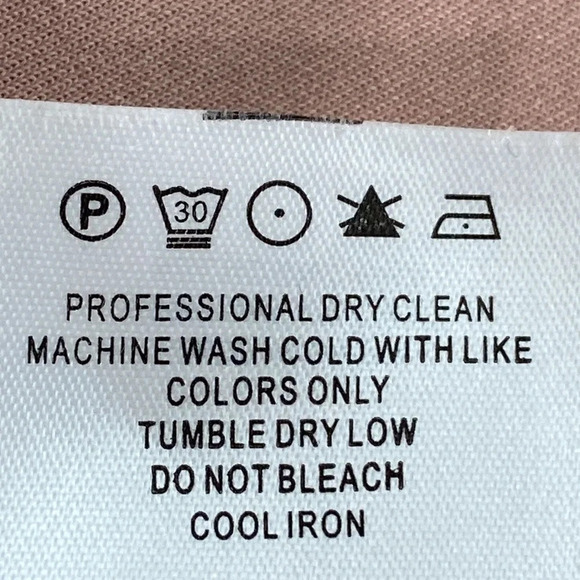 P 30
PROFESSIONAL DRY CLEAN
MACHINE WASH COLD WITH LIKE
COLORS ONLY
TUMBLE DRY LOW
DO NOT BLEACH
COOL IRON